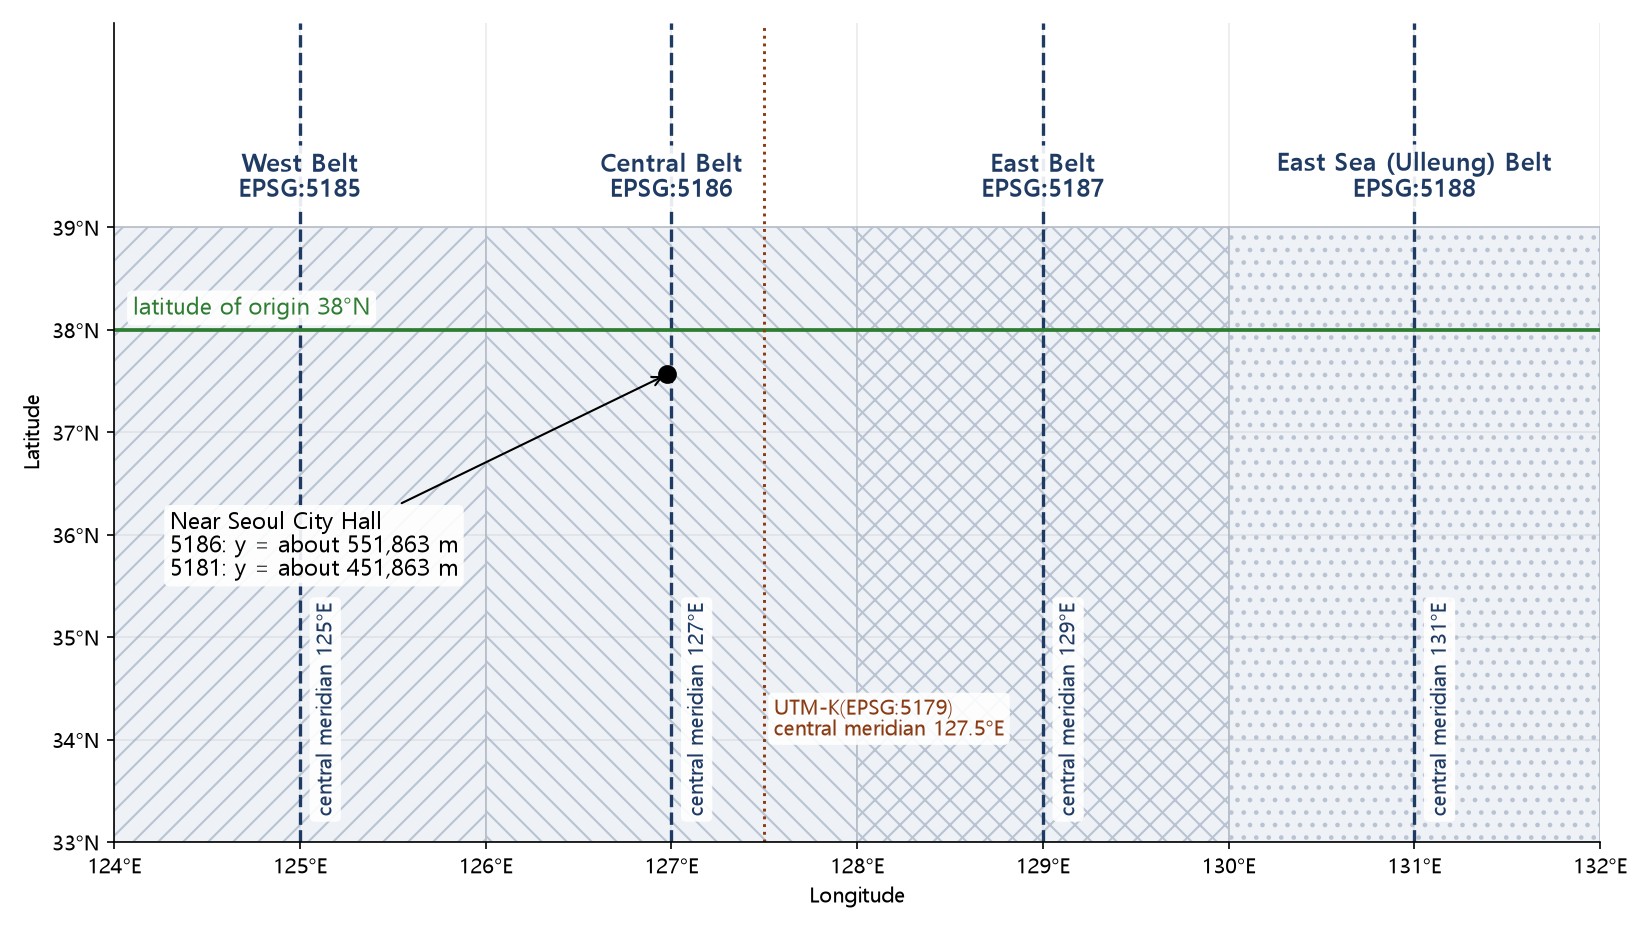 West Belt
EPSG:5185
Central Belt
EPSG:5186
East Belt
EPSG:5187
East Sea (Ulleung) Belt
EPSG:5188
39°N
latitude of origin 38°N
38°N
37°N
Latitude
Near Seoul City Hall
5186: y = about 551,863 m
5181: y = about 451,863 m
36°N
35°N
central meridian 125°E
central meridian 127°E
central meridian 129°E
central meridian 131°E
UTM-K(EPSG:5179)
central meridian 127.5°E
34°N
33°N
124°E
125°E
126°E
127°E
128°E
129°E
130°E
131°E
132°E
Longitude